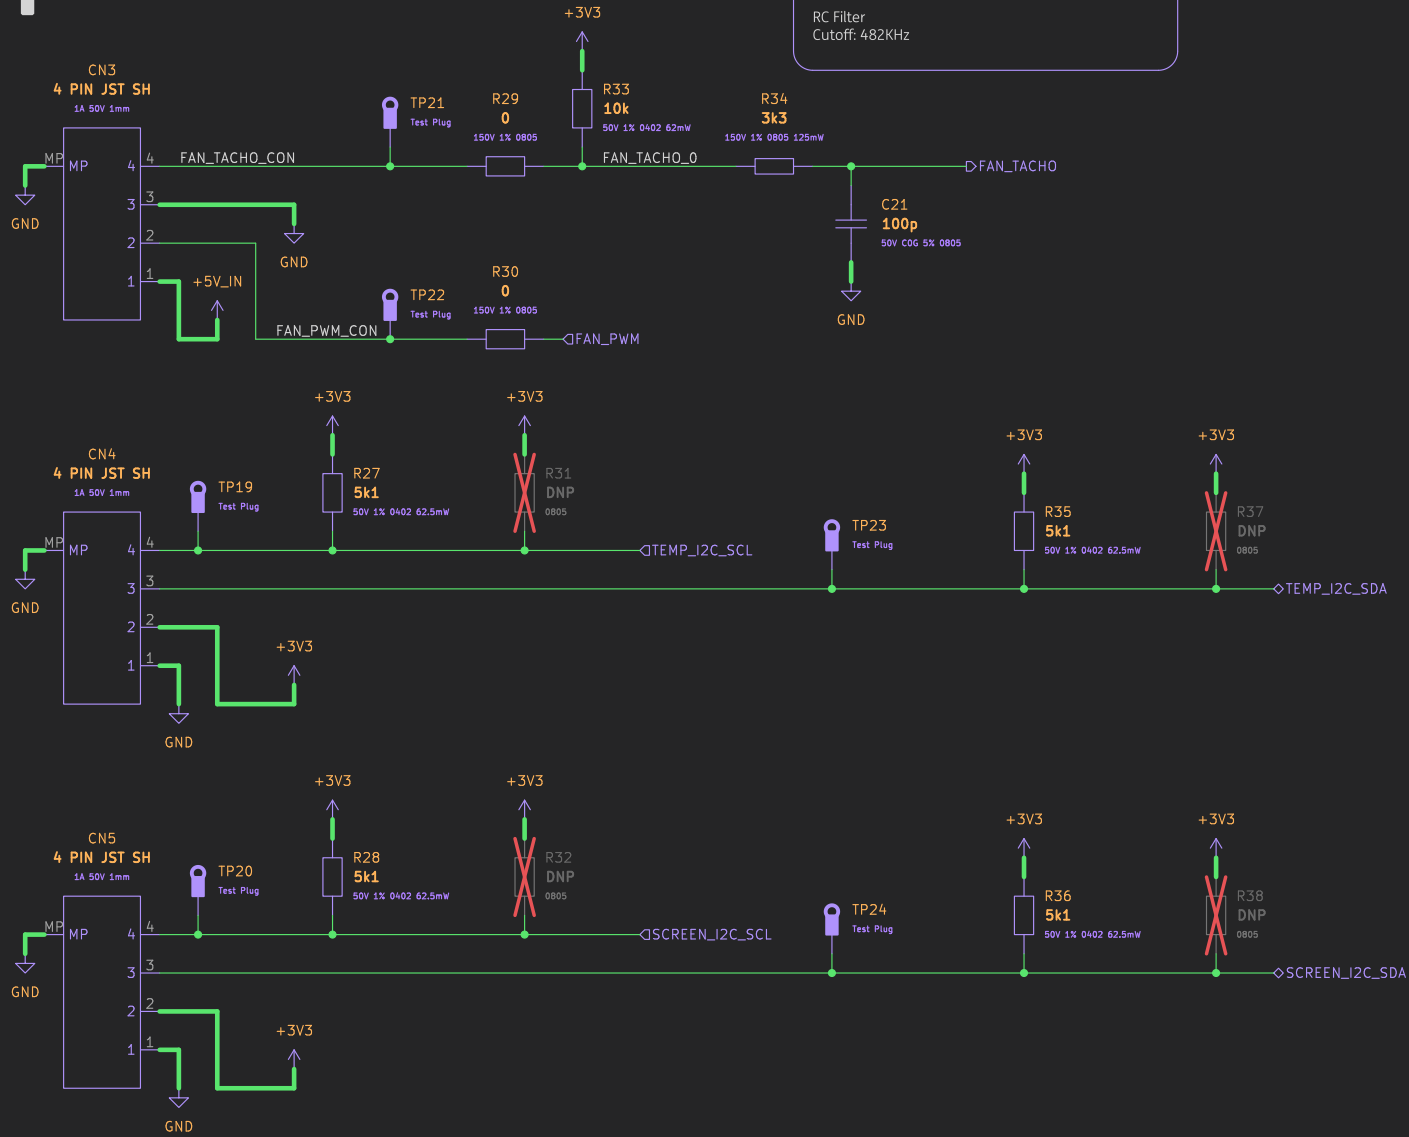 RC Filter
Cutoff: 482KHz
+3V3
CN3
4 PIN JST SH
1A 50V 1mm
TP21
Test Plug
R29
0
150V 1% 0805
R33
10k
50V 1% 0402 62mW
R34
3k3
150V 1% 0805 125mW
MP
MP
4
4
FAN_TACHO_CON
FAN_TACHO_0
FAN_TACHO
GND
3
3
GND
C21
100p
50V C0G 5% 0805
GND
2
2
1
1
+5V_IN
TP22
Test Plug
R30
0
150V 1% 0805
FAN_PWM_CON
FAN_PWM
+3V3
+3V3
+3V3
+3V3
CN4
4 PIN JST SH
1A 50V 1mm
TP19
Test Plug
R27
5k1
50V 1% 0402 62.5mW
R31
DNP
0805
TP23
Test Plug
R35
5k1
50V 1% 0402 62.5mW
R37
DNP
0805
MP
MP
4
4
TEMP_I2C_SCL
GND
3
3
TEMP_I2C_SDA
2
2
+3V3
1
1
GND
+3V3
+3V3
+3V3
+3V3
CN5
4 PIN JST SH
1A 50V 1mm
TP20
Test Plug
R28
5k1
50V 1% 0402 62.5mW
R32
DNP
0805
TP24
Test Plug
R36
5k1
50V 1% 0402 62.5mW
R38
DNP
0805
MP
MP
4
4
SCREEN_I2C_SCL
GND
3
3
SCREEN_I2C_SDA
2
2
+3V3
1
1
GND